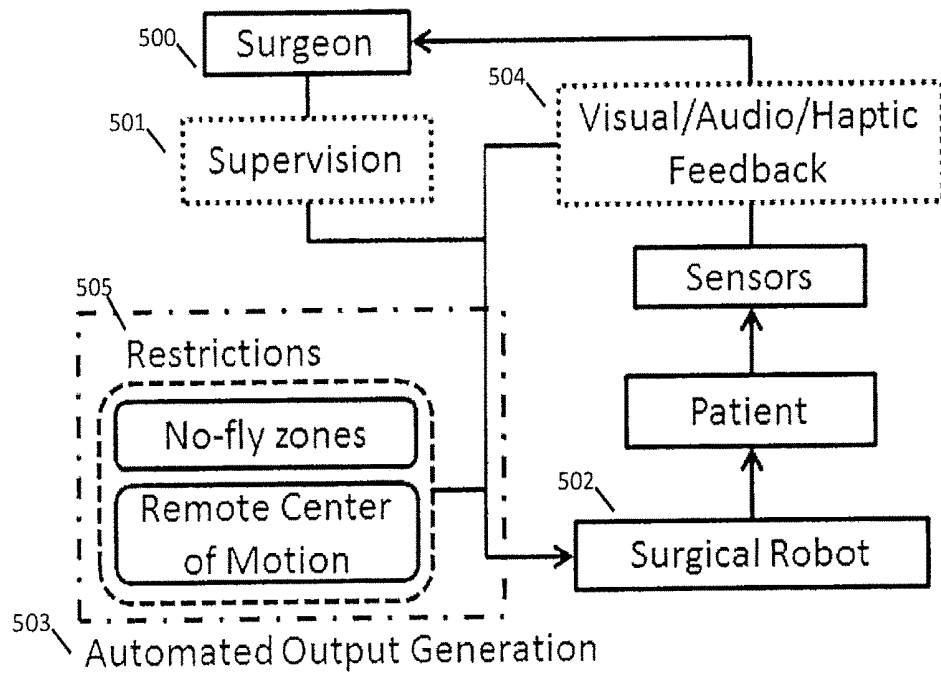 500
Surgeon
504
501
Visual/Audio/Haptic
Feedback
Supervision
Sensors
505
Restrictions
No-fly zones
Patient
502
Remote Center
of Motion
Surgical Robot
503
Automated Output Generation